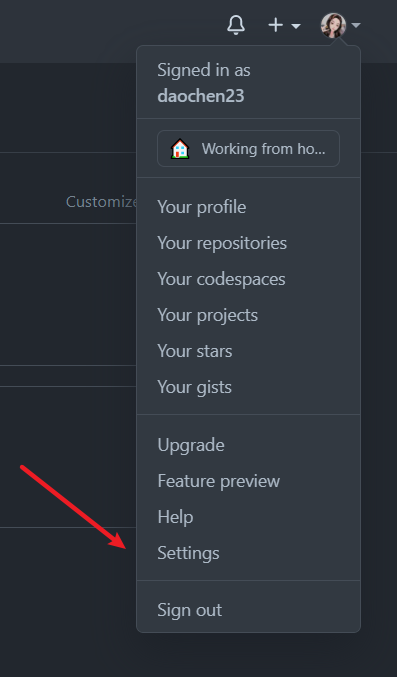 Signed in as
daochen23
Working from ho...
Customize
Your profile
Your repositories
Your codespaces
Your projects
Your stars
Your gists
Upgrade
Feature preview
Help
Settings
Sign out